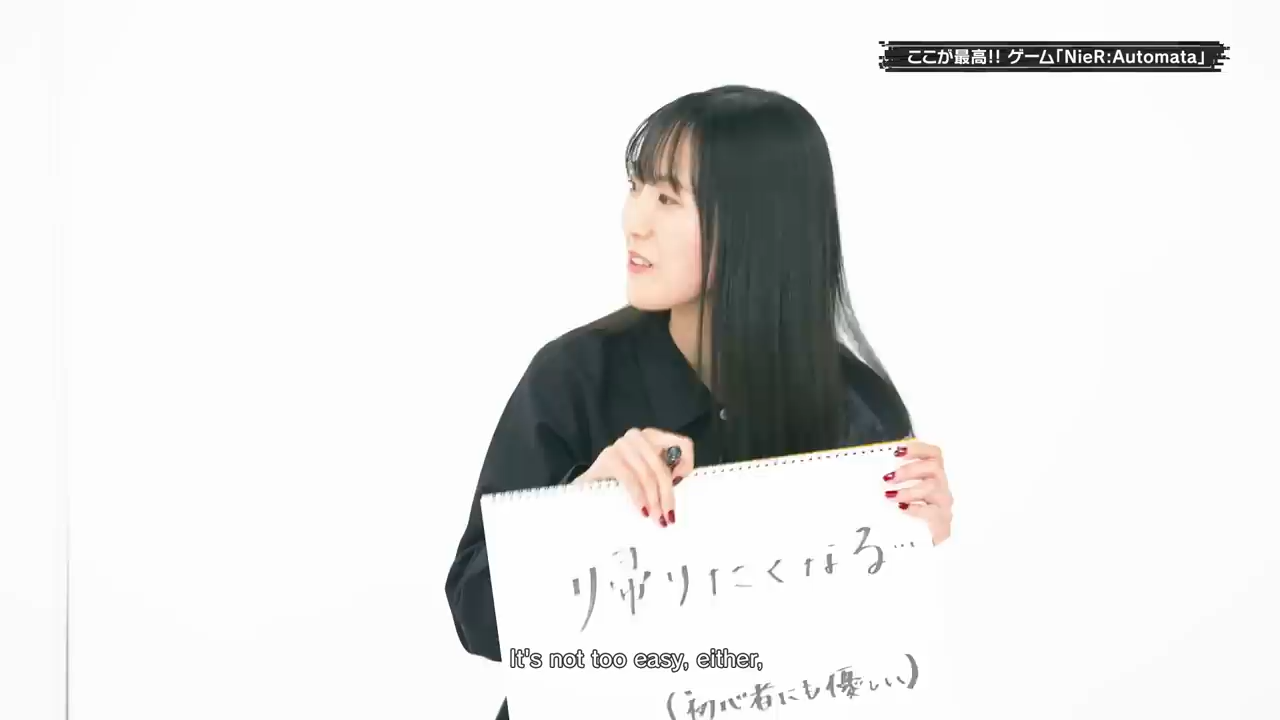 ここが最高!! ゲーム「NieR:Automata」
帰りたくなる…
It's not too easy, either,
(初心者にも優しい)